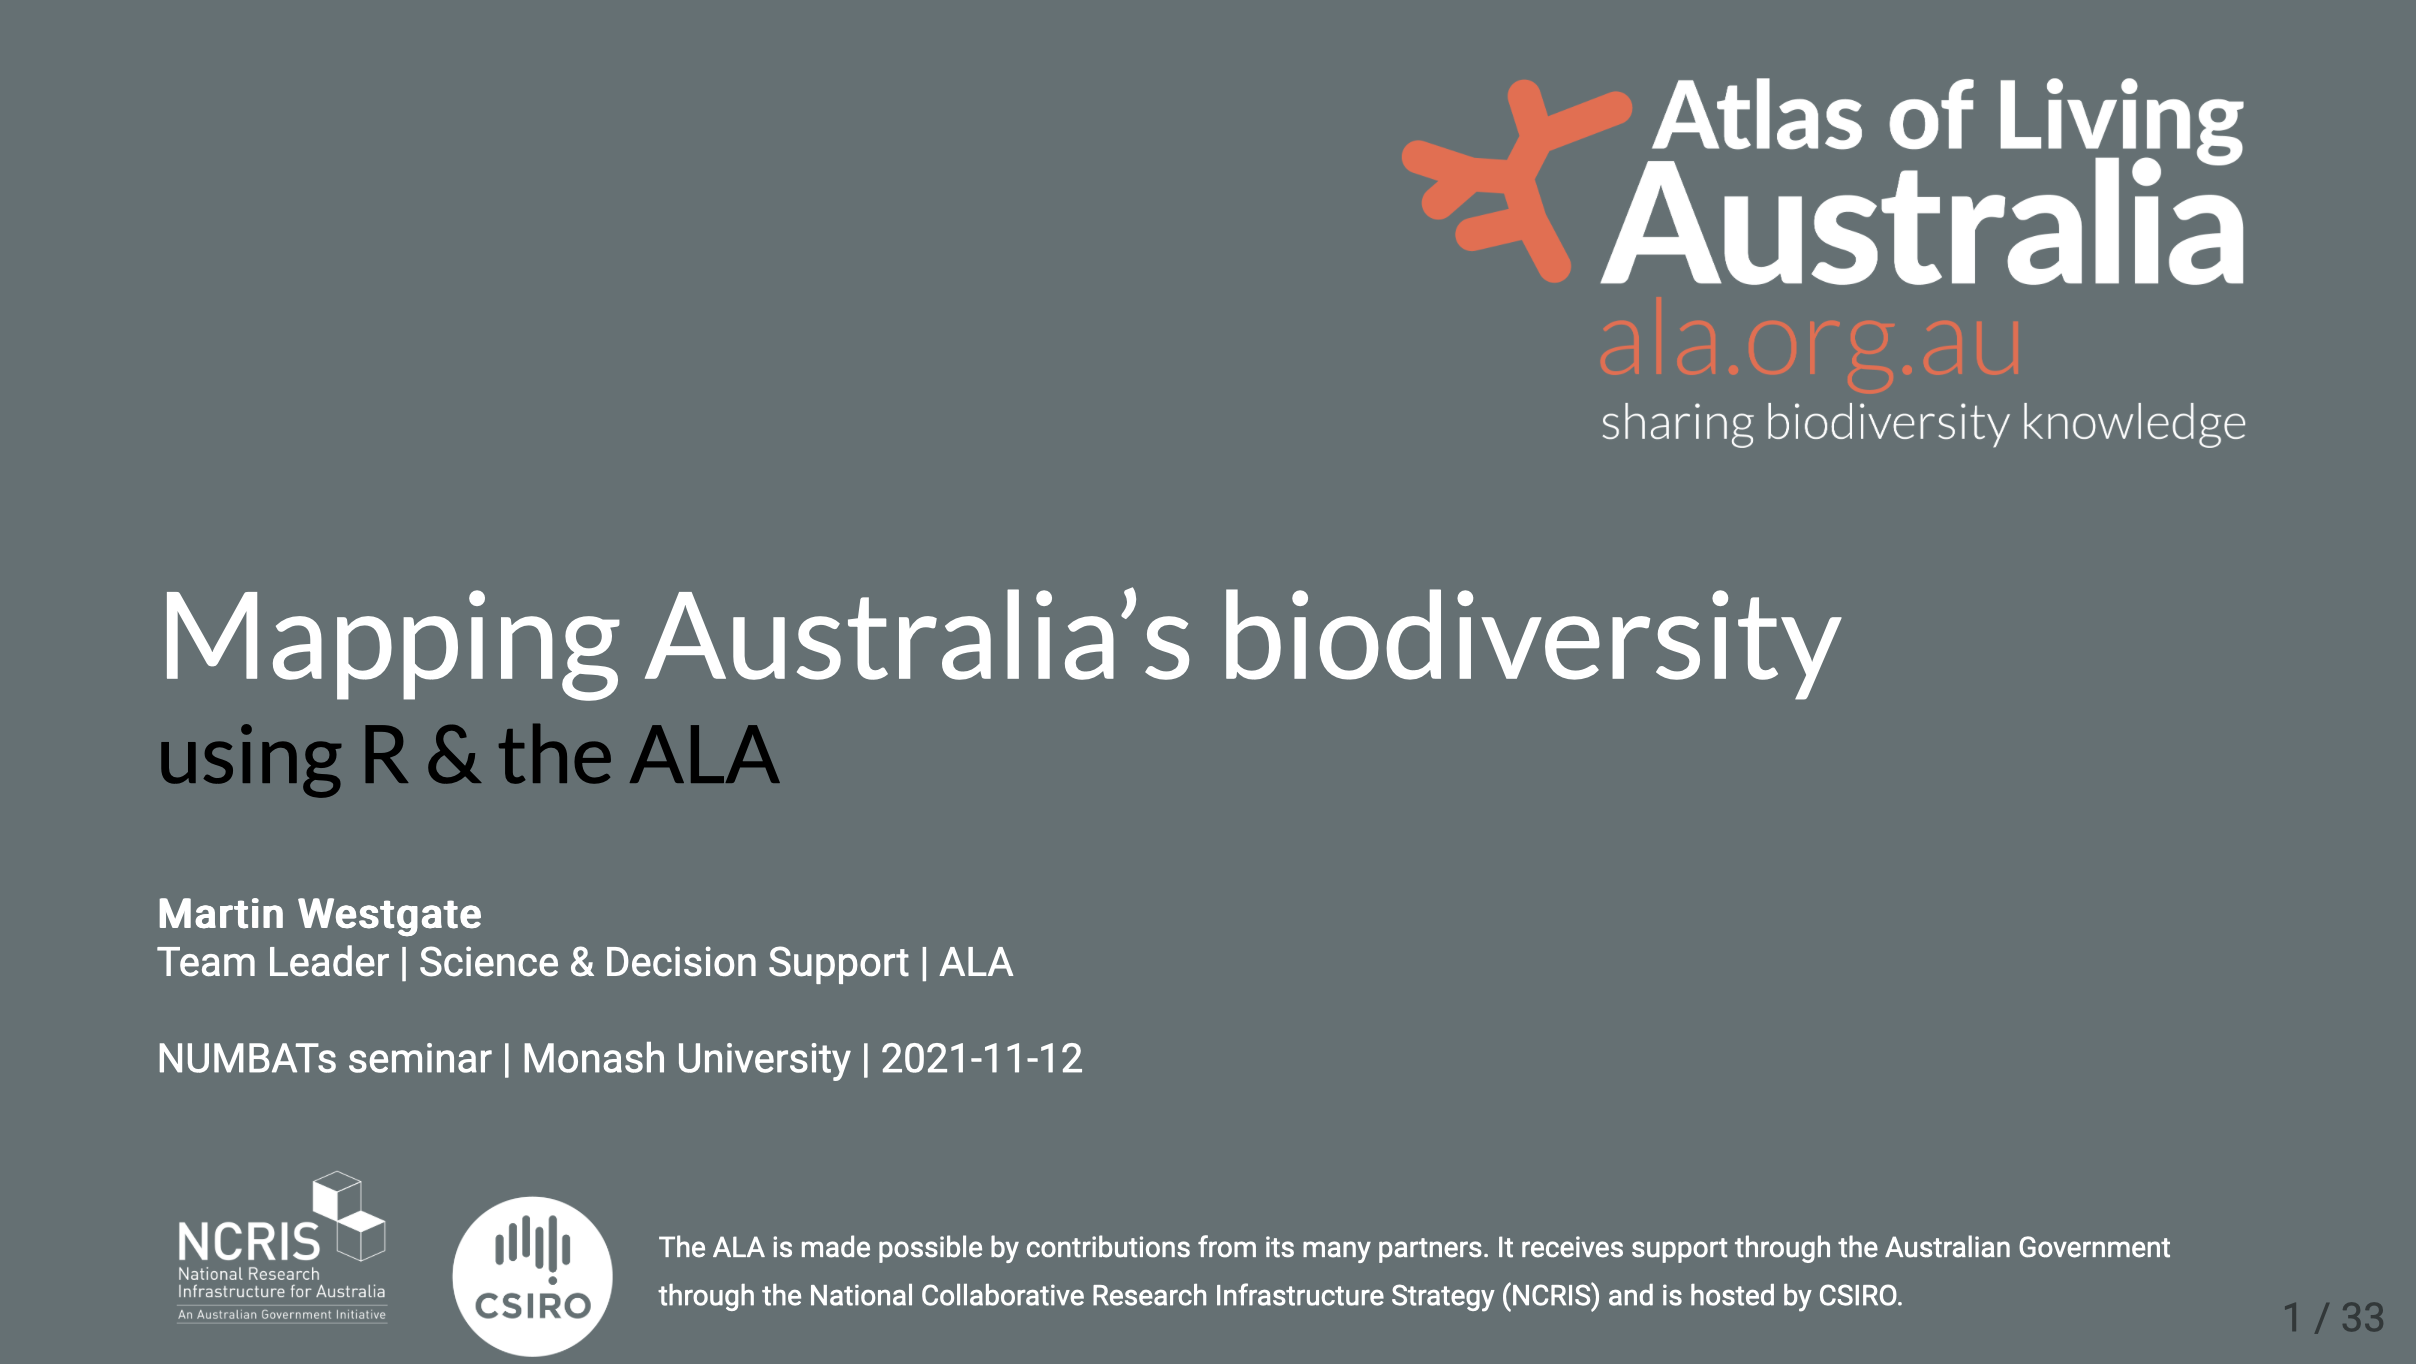 Atlas of Living
Australia
ala.org.au
sharing biodiversity knowledge
Mapping Australia’s biodiversity
using R & the ALA
Martin Westgate
Team Leader | Science & Decision Support | ALA
NUMBATs seminar | Monash University | 2021-11-12
NCRIS
National Research
Infrastructure for Australia
An Australian Government Initiative
CSIRO
The ALA is made possible by contributions from its many partners. It receives support through the Australian Government
through the National Collaborative Research Infrastructure Strategy (NCRIS) and is hosted by CSIRO.
1 / 33